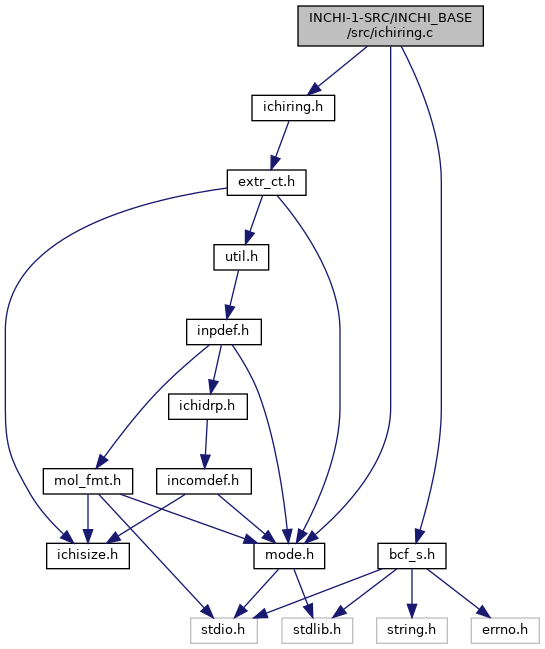 INCHI-1-SRC/INCHI_BASE
/src/ichiring.c
ichiring.h
extr_ct.h
util.h
inpdef.h
ichidrp.h
mol_fmt.h
incomdef.h
ichisize.h
mode.h
bcf_s.h
stdio.h
stdlib.h
string.h
errno.h